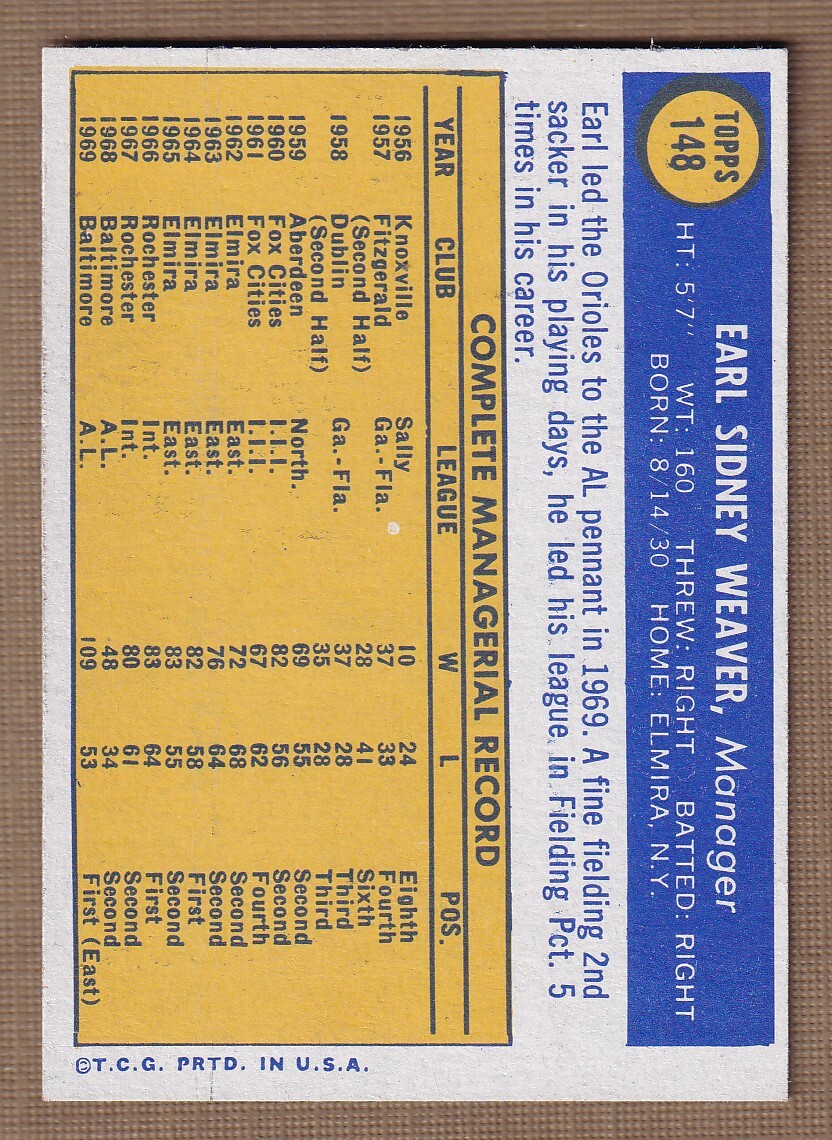 TOPPS
148
EARL SIDNEY WEAVER, Manager
HT: 5'7" WT: 160 THREW: RIGHT BATTED: RIGHT
BORN: 8/14/30 HOME: ELMIRA, N.Y.
Earl led the Orioles to the AL pennant in 1969. A fine fielding 2nd
sacker in his playing days, he led his league in Fielding Pct. 5
times in his career.
COMPLETE MANAGERIAL RECORD
YEAR CLUB LEAGUE W L POS.
1956 Knoxville Sally 10 24 Eighth
1957 Fitzgerald Ga.-Fla. 37 33 Fourth
(Second Half) 28 41 Sixth
1958 Dublin Ga.-Fla. 37 28 Third
(Second Half) 35 28 Third
1959 Aberdeen North. 69 55 Second
1960 Fox Cities I.I.I. 82 56 Second
1961 Fox Cities I.I.I. 67 62 Fourth
1962 Elmira East. 72 68 Second
1963 Elmira East. 76 64 Second
1964 Elmira East. 82 58 First
1965 Elmira East. 83 55 Second
1966 Rochester Int. 83 64 First
1967 Rochester Int. 80 61 Second
1968 Baltimore A.L. 48 34 Second
1969 Baltimore A.L. 109 53 First (East)
©T.C.G. PRTD. IN U.S.A.